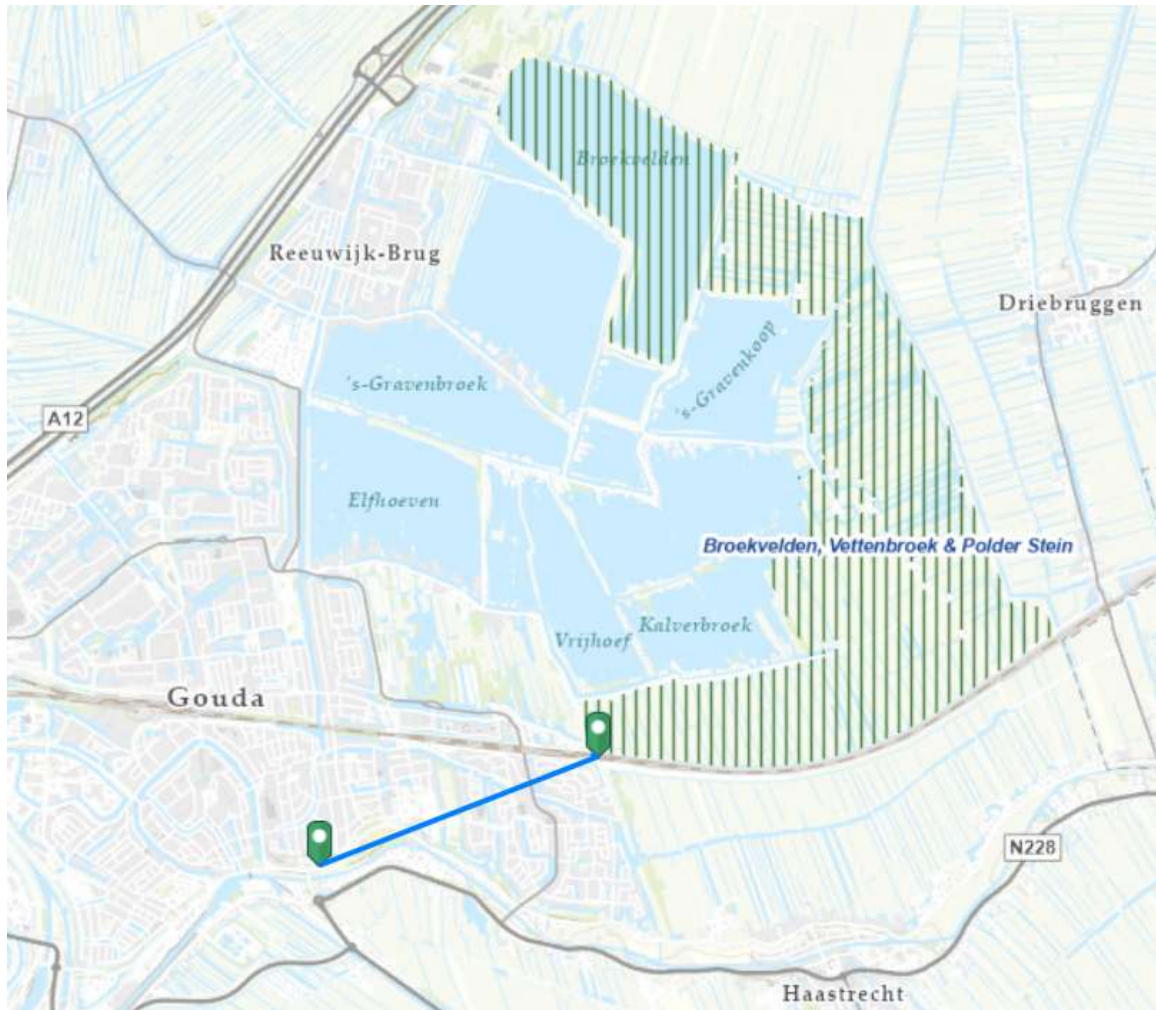 Broekvelden
Reeuwijk-Brug
Driebruggen
's-Gravenkoop
's-Gravenbroek
A12
Elfhoeven
Broekvelden, Vettenbroek & Polder Stein
Kalverbroek
Vrijhoef
Gouda
N228
Haastrecht